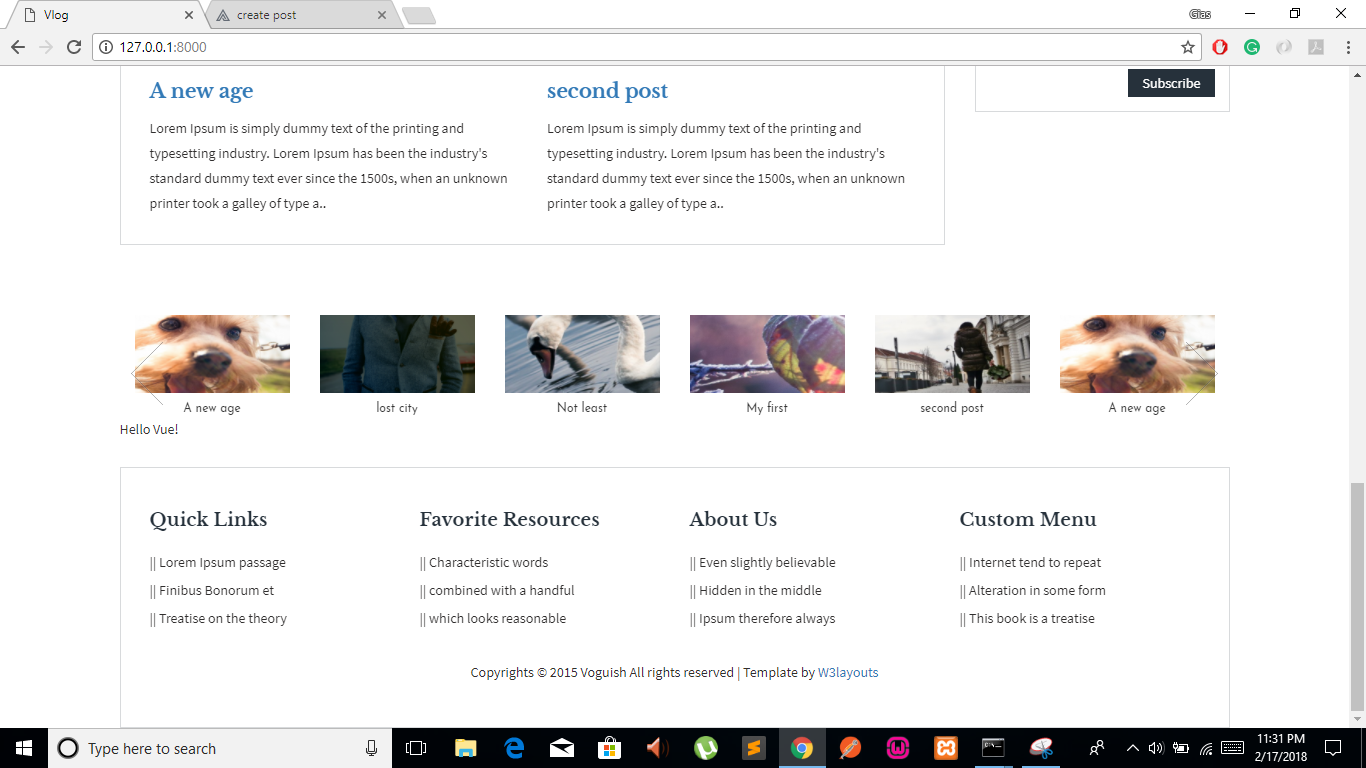 Vlog
create post
Gias
127.0.0.1:8000
Subscribe
A new age
Lorem Ipsum is simply dummy text of the printing and
typesetting industry. Lorem Ipsum has been the industry's
standard dummy text ever since the 1500s, when an unknown
printer took a galley of type a..
second post
Lorem Ipsum is simply dummy text of the printing and
typesetting industry. Lorem Ipsum has been the industry's
standard dummy text ever since the 1500s, when an unknown
printer took a galley of type a..
A new age
lost city
Not least
My first
second post
A new age
Hello Vue!
Quick Links
|| Lorem Ipsum passage
|| Finibus Bonorum et
|| Treatise on the theory
Favorite Resources
|| Characteristic words
|| combined with a handful
|| which looks reasonable
About Us
|| Even slightly believable
|| Hidden in the middle
|| Ipsum therefore always
Custom Menu
|| Internet tend to repeat
|| Alteration in some form
|| This book is a treatise
Copyrights © 2015 Voguish All rights reserved | Template by W3layouts
Type here to search
11:31 PM
2/17/2018